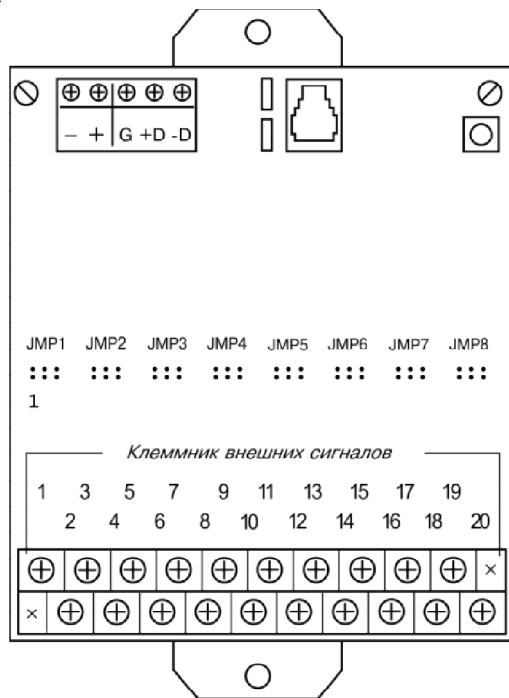 − + G +D -D
JMP1 JMP2 JMP3 JMP4 JMP5 JMP6 JMP7 JMP8
1
Клеммник внешних сигналов
1 3 5 7 9 11 13 15 17 19
2 4 6 8 10 12 14 16 18 20